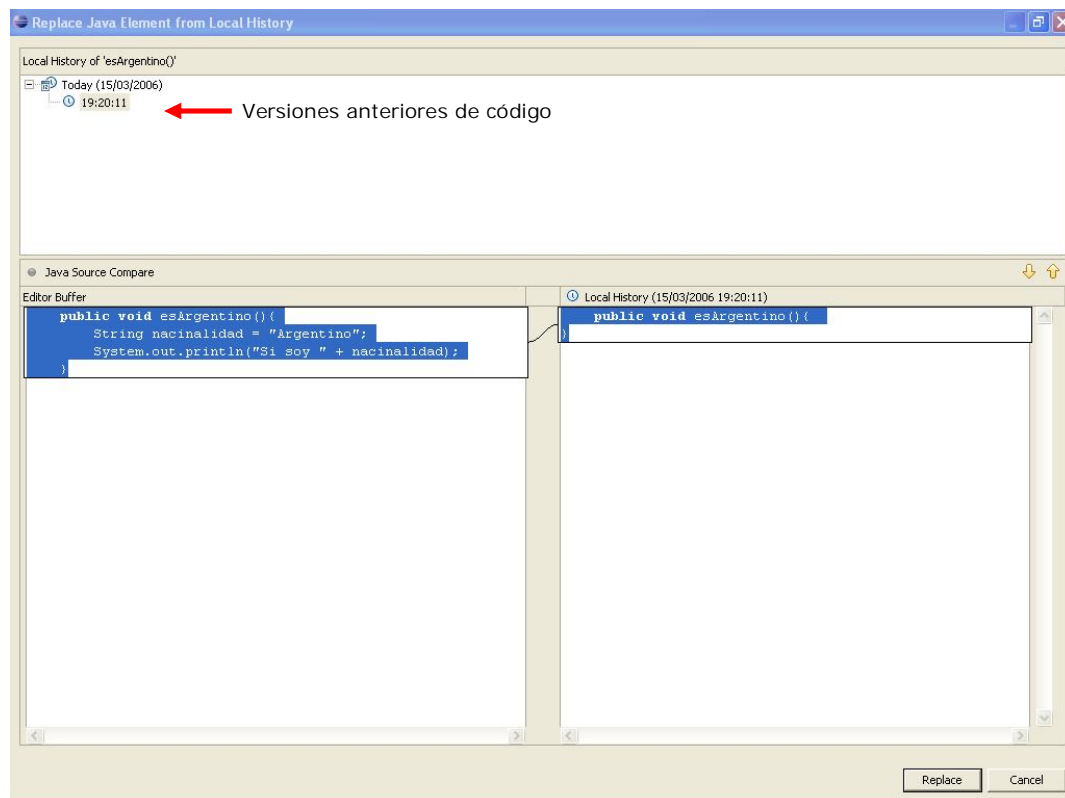 Replace Java Element from Local History
Local History of 'esArgentino()'
Today (15/03/2006)
19:20:11
Versiones anteriores de código
Java Source Compare
Editor Buffer
Local History (15/03/2006 19:20:11)
public void esArgentino(){
String nacinalidad = "Argentino";
System.out.println("Si soy " + nacinalidad);
}
public void esArgentino(){
}
Replace
Cancel